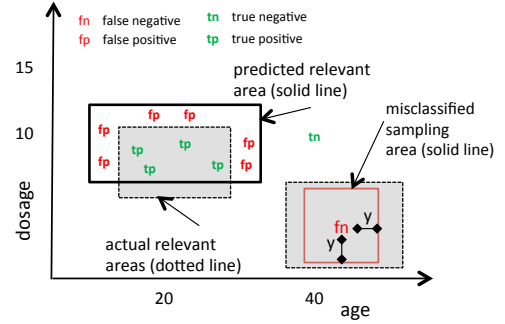 fn false negative tn true negative
fp false positive tp true positive
15
predicted relevant
area (solid line)
misclassified
sampling
area (solid line)
fp fp
fp
10
tn
tp tp fp
fp tp tp fp
dosage
actual relevant
areas (dotted line)
fn y
y
20 40 age